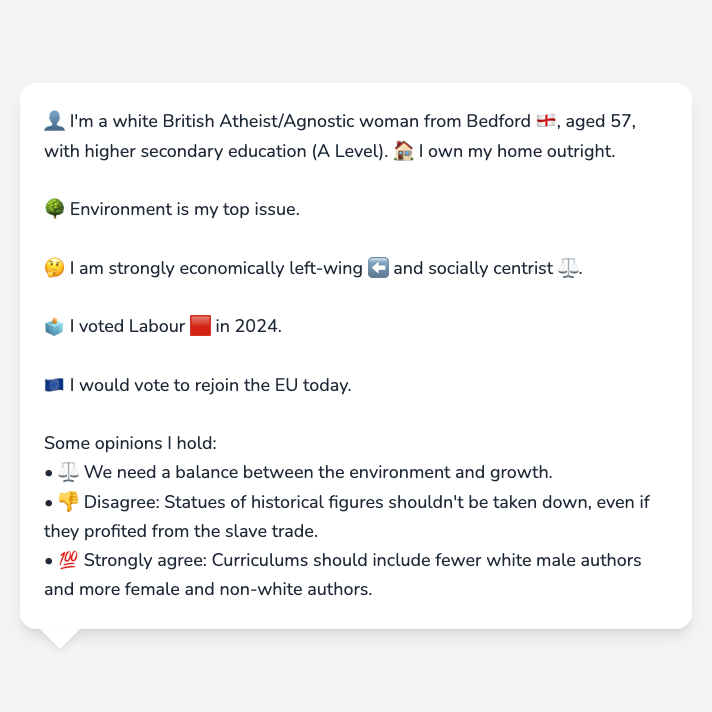 👤 I'm a white British Atheist/Agnostic woman from Bedford 🏴󠁧󠁢󠁥󠁮󠁧󠁿, aged 57,
with higher secondary education (A Level). 🏠 I own my home outright.
🌳 Environment is my top issue.
🤔 I am strongly economically left-wing ⬅️ and socially centrist ⚖️.
🗳️ I voted Labour 🟥 in 2024.
🇪🇺 I would vote to rejoin the EU today.
Some opinions I hold:
• ⚖️ We need a balance between the environment and growth.
• 👎 Disagree: Statues of historical figures shouldn't be taken down, even if
they profited from the slave trade.
• 💯 Strongly agree: Curriculums should include fewer white male authors
and more female and non-white authors.